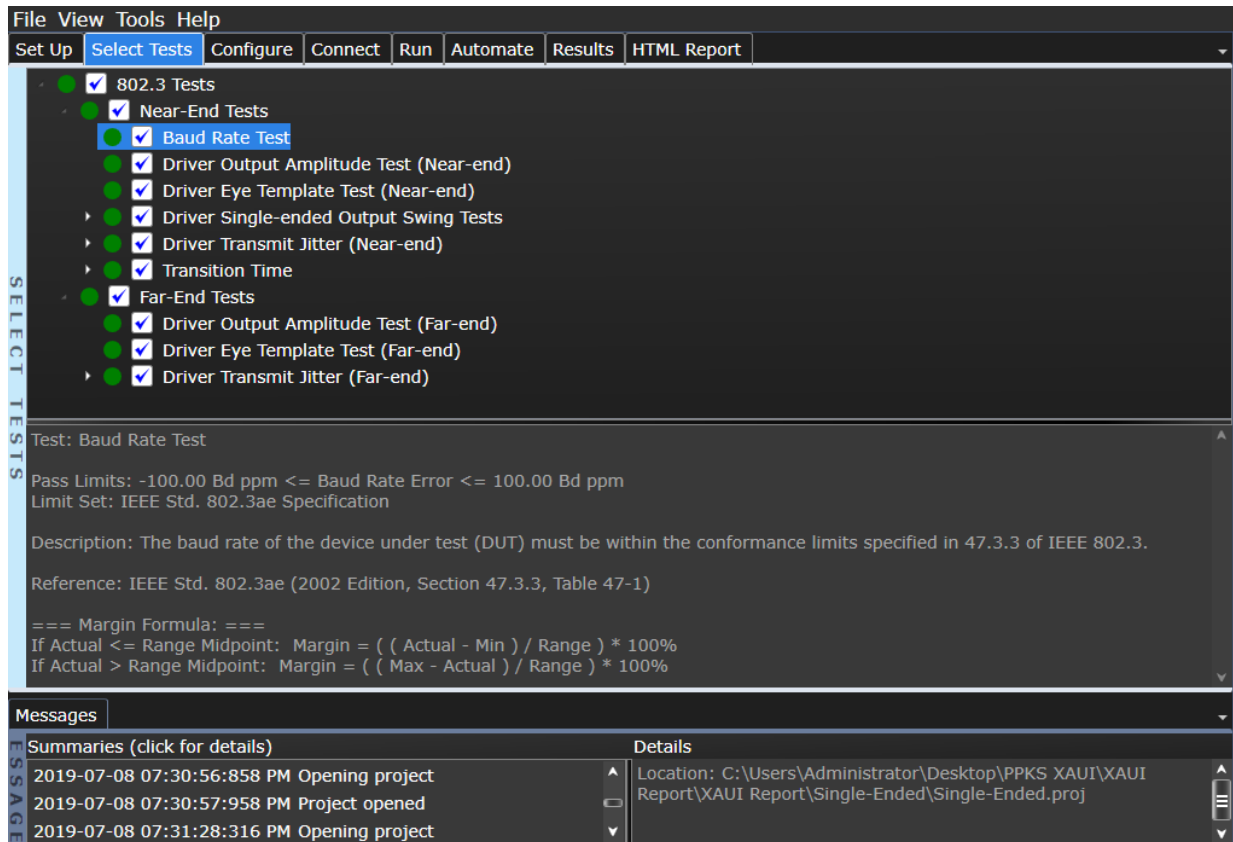 File View Tools Help
Set Up Select Tests Configure Connect Run Automate Results HTML Report
802.3 Tests
Near-End Tests
Baud Rate Test
Driver Output Amplitude Test (Near-end)
Driver Eye Template Test (Near-end)
Driver Single-ended Output Swing Tests
Driver Transmit Jitter (Near-end)
Transition Time
Far-End Tests
Driver Output Amplitude Test (Far-end)
Driver Eye Template Test (Far-end)
Driver Transmit Jitter (Far-end)
SELECT TESTS
Test: Baud Rate Test
Pass Limits: -100.00 Bd ppm <= Baud Rate Error <= 100.00 Bd ppm
Limit Set: IEEE Std. 802.3ae Specification
Description: The baud rate of the device under test (DUT) must be within the conformance limits specified in 47.3.3 of IEEE 802.3.
Reference: IEEE Std. 802.3ae (2002 Edition, Section 47.3.3, Table 47-1)
=== Margin Formula: ===
If Actual <= Range Midpoint: Margin = ( ( Actual - Min ) / Range ) * 100%
If Actual > Range Midpoint: Margin = ( ( Max - Actual ) / Range ) * 100%
Messages
Summaries (click for details)
2019-07-08 07:30:56:858 PM Opening project
2019-07-08 07:30:57:958 PM Project opened
2019-07-08 07:31:28:316 PM Opening project
Details
Location: C:\Users\Administrator\Desktop\PPKS XAUI\XAUI
Report\XAUI Report\Single-Ended\Single-Ended.proj